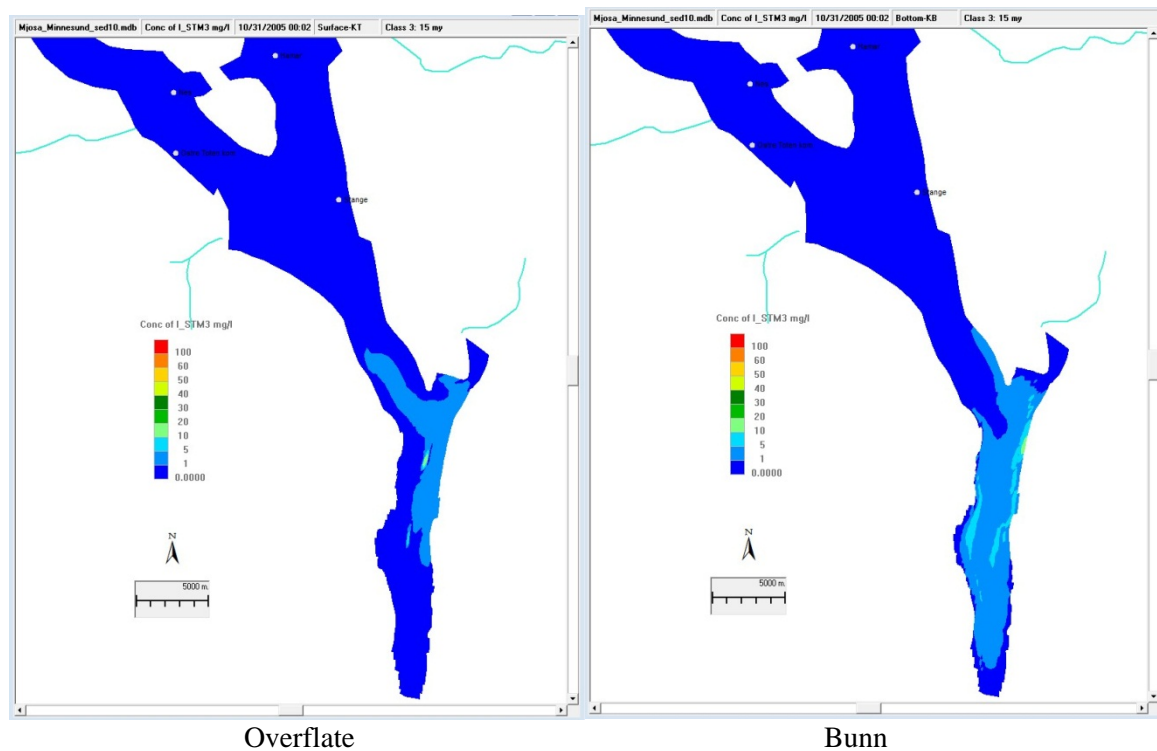 Mjosa_Minnesund_sed10.mdb Conc of I_STM3 mg/l 10/31/2005 00:02 Surface-KT Class 3: 15 my
Conc of I_STM3 mg/l
100
60
50
40
30
20
10
5
1
0.0000
N
5000 m.
Overflate
Mjosa_Minnesund_sed10.mdb Conc of I_STM3 mg/l 10/31/2005 00:02 Bottom-KB Class 3: 15 my
Conc of I_STM3 mg/l
100
60
50
40
30
20
10
5
1
0.0000
N
5000 m.
Bunn